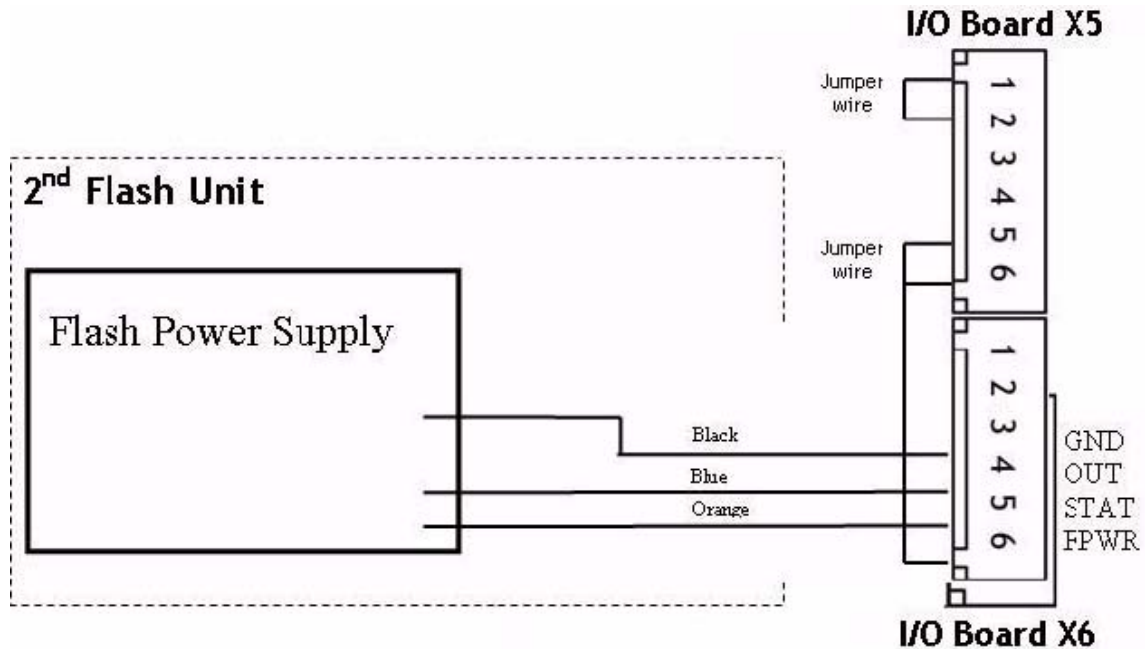 I/O Board X5
Jumper
wire
1
2
3
4
5
6
2nd Flash Unit
Jumper
wire
Flash Power Supply
1
2
3
4
5
6
Black
Blue
Orange
GND
OUT
STAT
FPWR
I/O Board X6